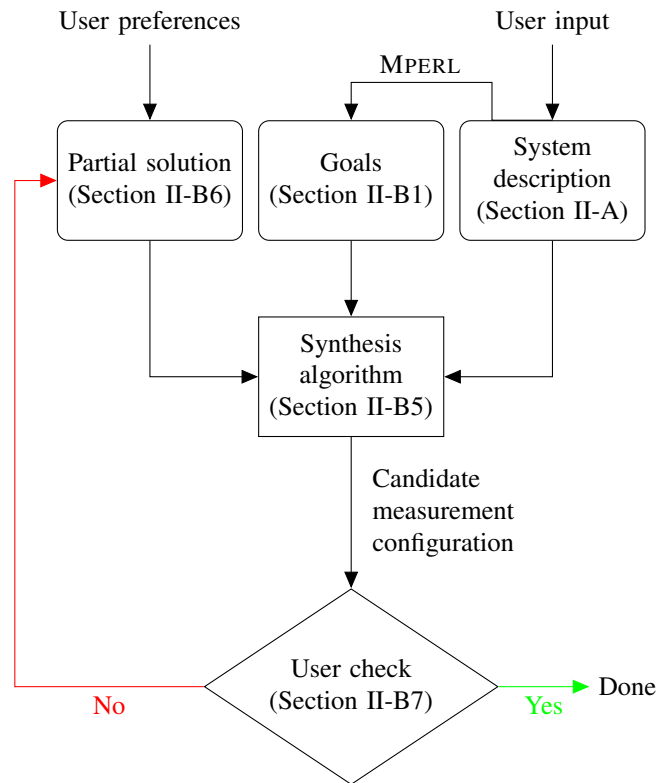 User preferences
User input
MPERL
Partial solution
(Section II-B6)
Goals
(Section II-B1)
System
description
(Section II-A)
Synthesis
algorithm
(Section II-B5)
Candidate
measurement
configuration
User check
(Section II-B7)
No
Yes
Done